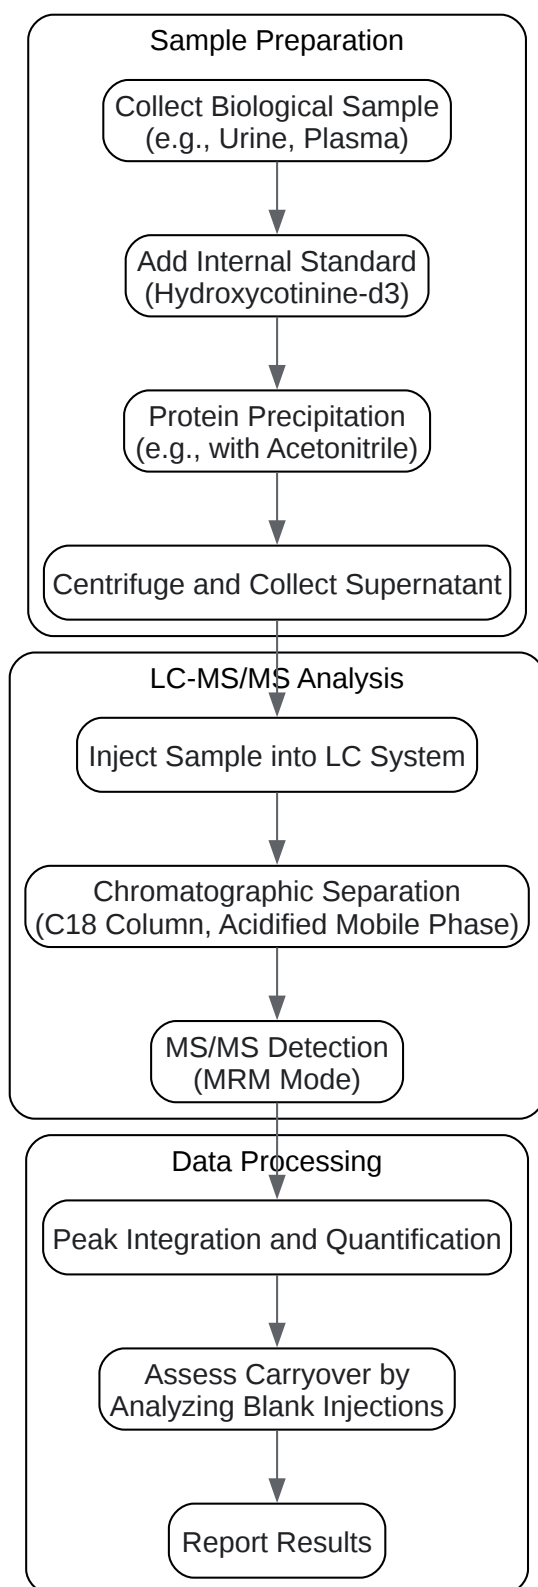 Sample Preparation
Collect Biological Sample
(e.g., Urine, Plasma)
Add Internal Standard
(Hydroxycotinine-d3)
Protein Precipitation
(e.g., with Acetonitrile)
Centrifuge and Collect Supernatant
LC-MS/MS Analysis
Inject Sample into LC System
Chromatographic Separation
(C18 Column, Acidified Mobile Phase)
MS/MS Detection
(MRM Mode)
Data Processing
Peak Integration and Quantification
Assess Carryover by
Analyzing Blank Injections
Report Results